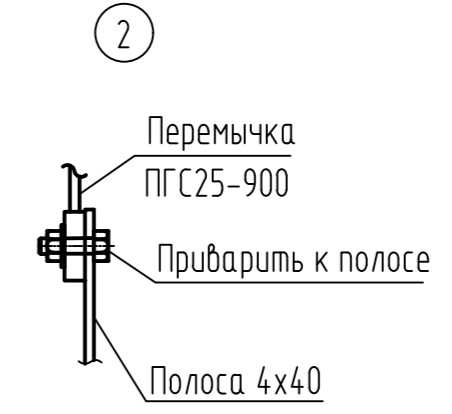 2
Перемычка
ПГС25-900
Приварить к полосе
Полоса 4х40